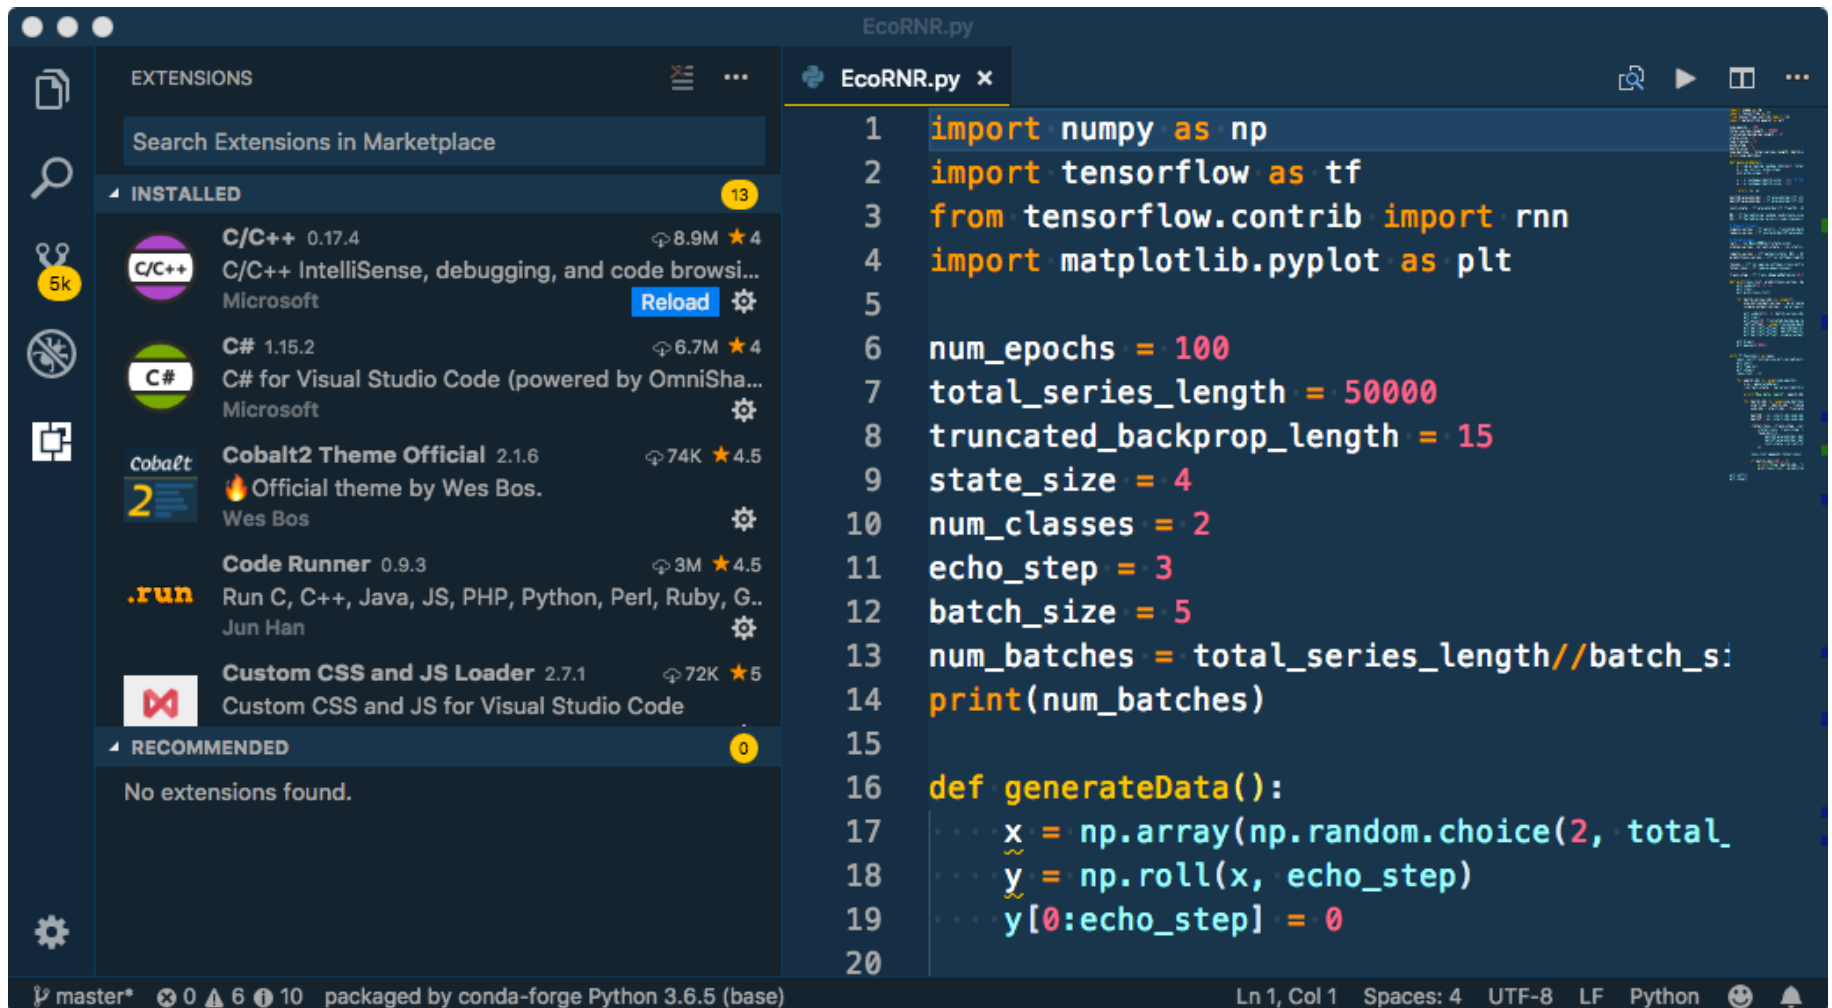 EcoRNR.py
EXTENSIONS
Search Extensions in Marketplace
INSTALLED 13
C/C++
C/C++ 0.17.4 8.9M ★4
C/C++ IntelliSense, debugging, and code browsi...
Microsoft Reload
5k
C#
C# 1.15.2 6.7M ★4
C# for Visual Studio Code (powered by OmniSha...
Microsoft
Cobalt
2
Cobalt2 Theme Official 2.1.6 74K ★4.5
🔥Official theme by Wes Bos.
Wes Bos
.run
Code Runner 0.9.3 3M ★4.5
Run C, C++, Java, JS, PHP, Python, Perl, Ruby, G..
Jun Han
Custom CSS and JS Loader 2.7.1 72K ★5
Custom CSS and JS for Visual Studio Code
RECOMMENDED 0
No extensions found.
EcoRNR.py ×
1 import numpy as np
2 import tensorflow as tf
3 from tensorflow.contrib import rnn
4 import matplotlib.pyplot as plt
5
6 num_epochs = 100
7 total_series_length = 50000
8 truncated_backprop_length = 15
9 state_size = 4
10 num_classes = 2
11 echo_step = 3
12 batch_size = 5
13 num_batches = total_series_length//batch_si
14 print(num_batches)
15
16 def generateData():
17 x = np.array(np.random.choice(2, total_
18 y = np.roll(x, echo_step)
19 y[0:echo_step] = 0
20
master* 0 6 10 packaged by conda-forge Python 3.6.5 (base) Ln 1, Col 1 Spaces: 4 UTF-8 LF Python